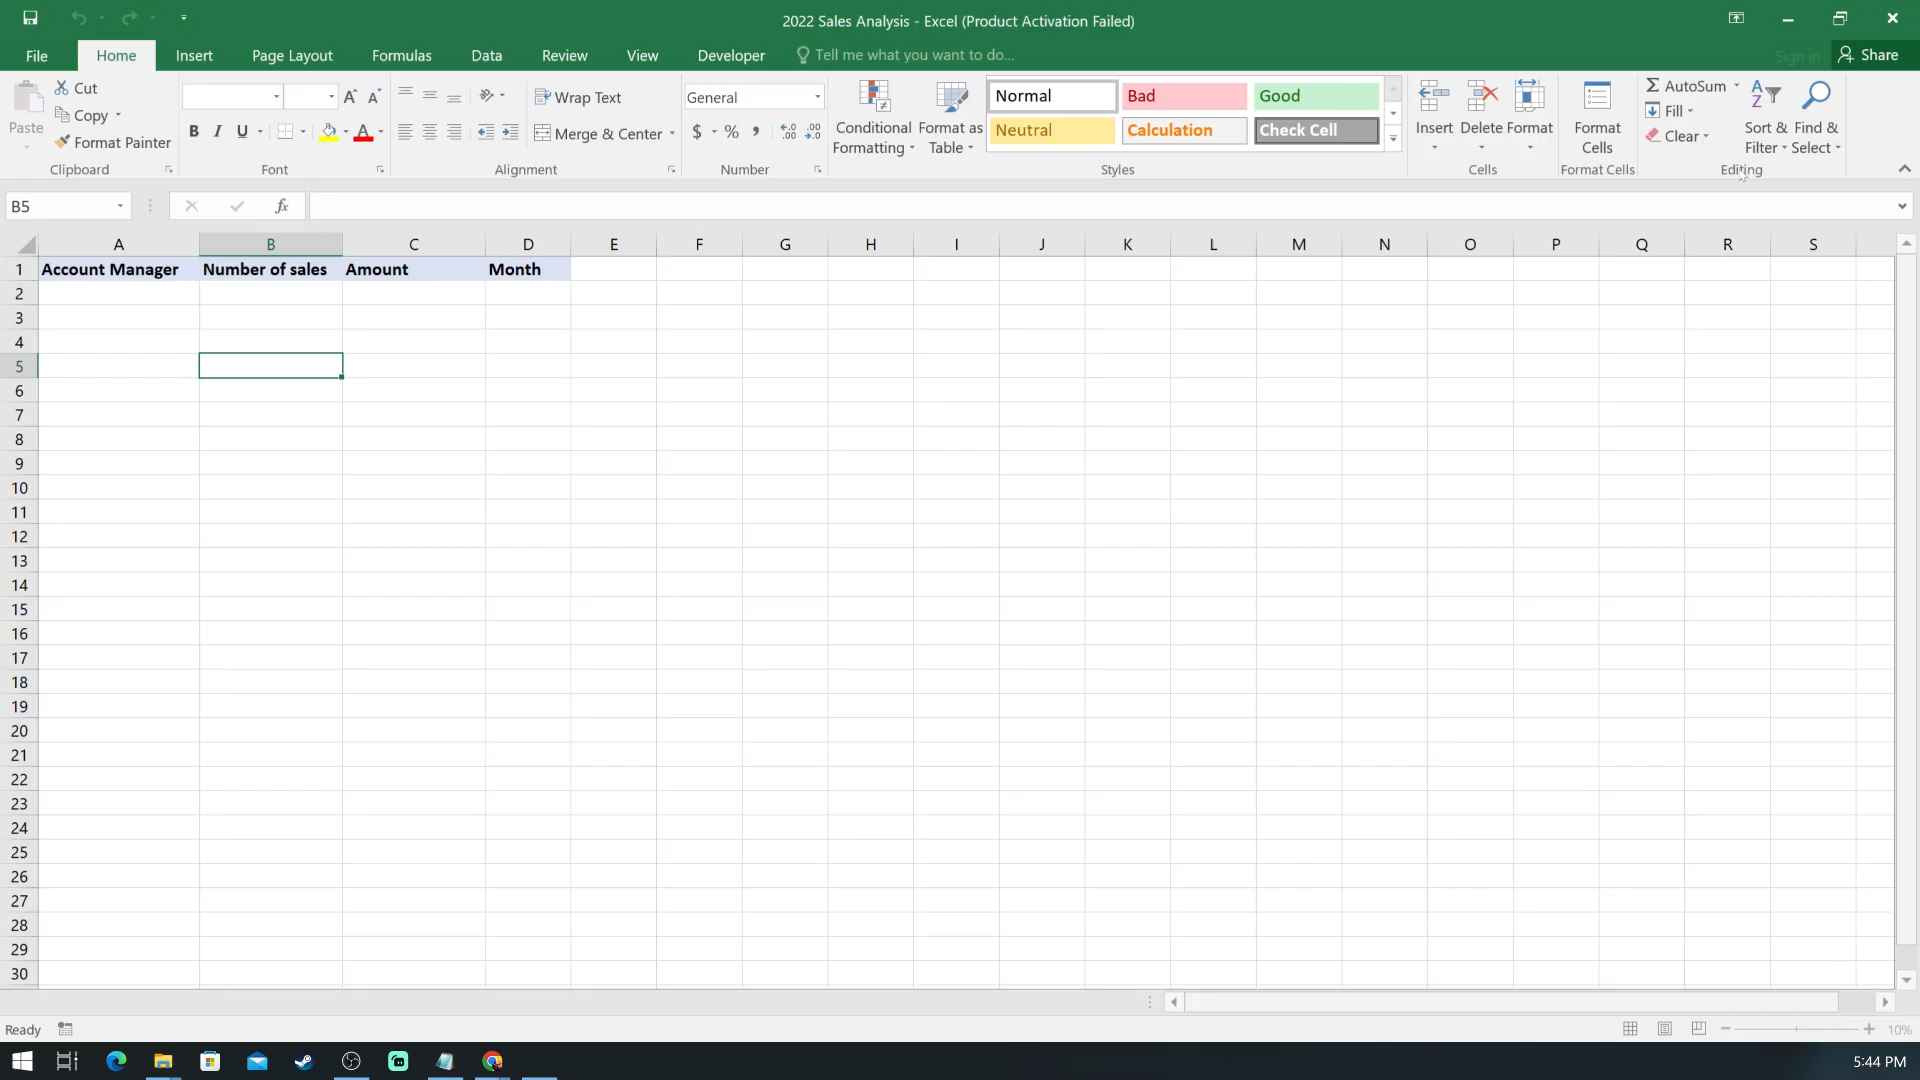 2022 Sales Analysis - Excel (Product Activation Failed)
File Home Insert Page Layout Formulas Data Review View Developer Tell me what you want to do... Sign in Share
Paste Cut Copy Format Painter Clipboard
B I U A A A Font
Wrap Text Merge & Center Alignment
General $ % , .0 .00 .00 .0 Number
Conditional Formatting Format as Table
Normal Bad Good
Neutral Calculation Check Cell
Styles
Insert Delete Format Cells
Format Cells Format Cells
Σ AutoSum Fill Clear A Z Sort & Filter Find & Select Editing
B5 fx
A B C D E F G H I J K L M N O P Q R S
1 Account Manager Number of sales Amount Month
2
3
4
5
6
7
8
9
10
11
12
13
14
15
16
17
18
19
20
21
22
23
24
25
26
27
28
29
30
Ready 10%
5:44 PM